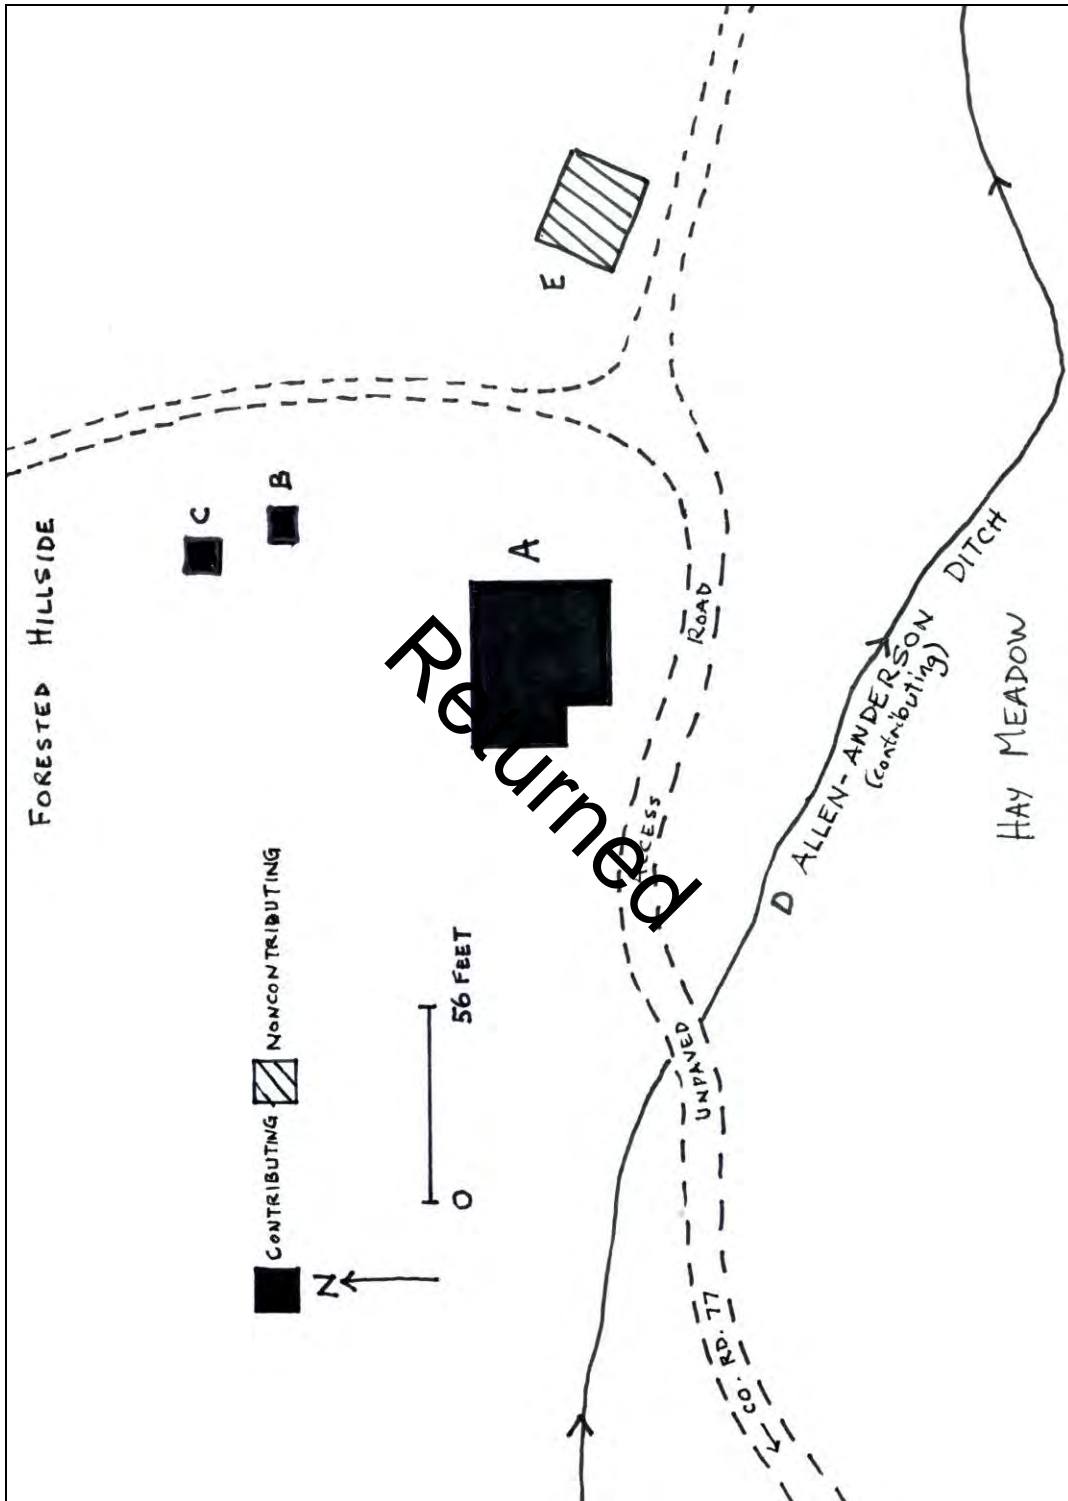 FORESTED HILLSIDE
C
B
E
A
CONTRIBUTING
NONCONTRIBUTING
N
0
56 FEET
Returned
CO. RD. 77
UNPAVED
ACCESS
ROAD
D ALLEN-ANDERSON DITCH
(contributing)
HAY MEADOW